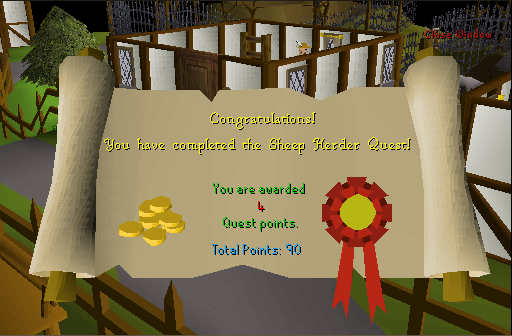 Congratulations!
You have completed the Sheep Herder Quest!
You are awarded
4
Quest points.
Total Points: 90